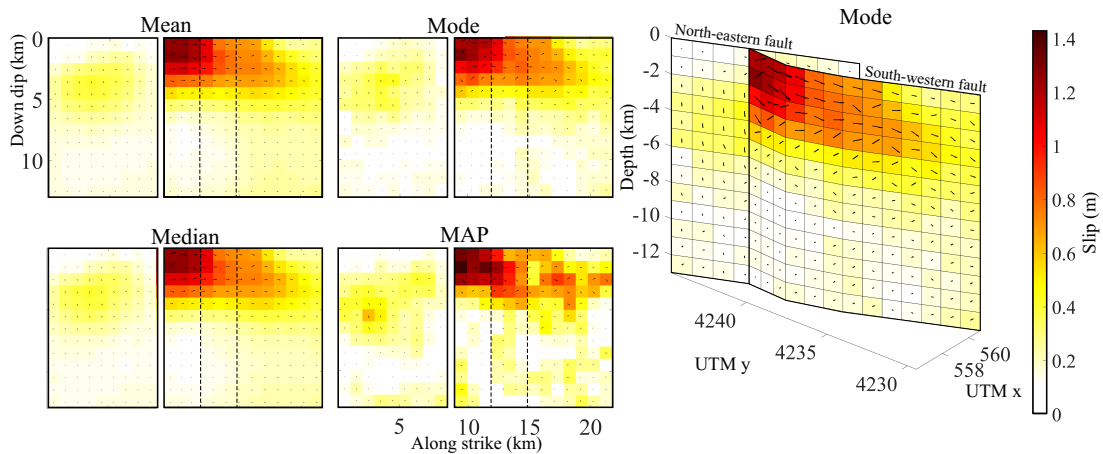 Mean
Mode
Mode
0
5
10
Down dip (km)
Median
MAP
5
10
15
20
Along strike (km)
North-eastern fault
South-western fault
0
-2
-4
-6
-8
-10
-12
Depth (km)
4240
4235
4230
UTM y
560
558
UTM x
1.4
1.2
1
0.8
0.6
0.4
0.2
0
Slip (m)